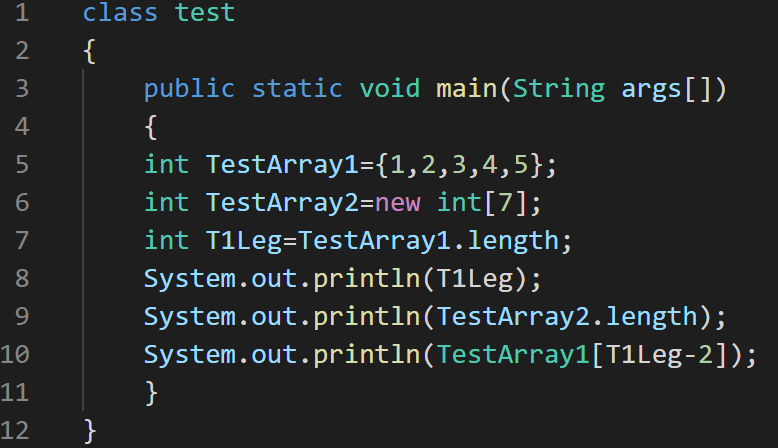 1 class test
2 {
3 public static void main(String args[])
4 {
5 int TestArray1={1,2,3,4,5};
6 int TestArray2=new int[7];
7 int T1Leg=TestArray1.length;
8 System.out.println(T1Leg);
9 System.out.println(TestArray2.length);
10 System.out.println(TestArray1[T1Leg-2]);
11 }
12 }